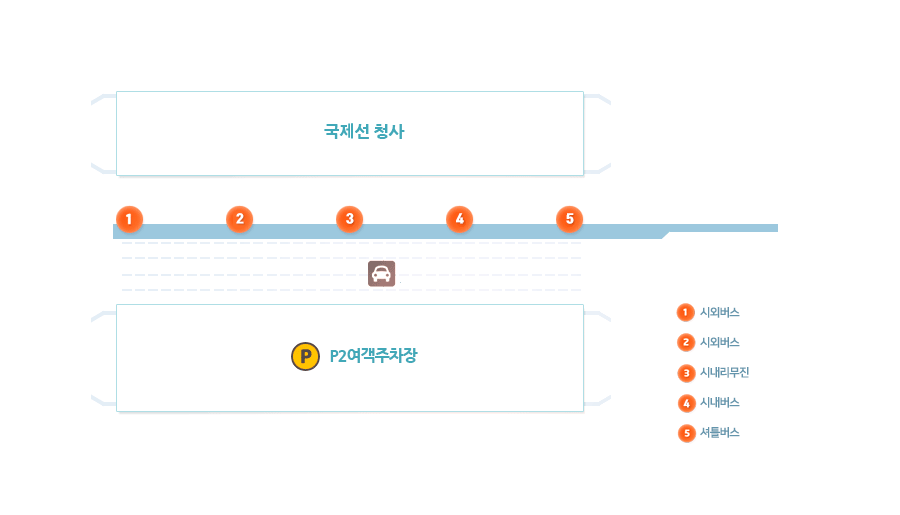 국제선 청사
1 2 3 4 5
P P2여객주차장
1 시외버스
2 시외버스
3 시내리무진
4 시내버스
5 셔틀버스